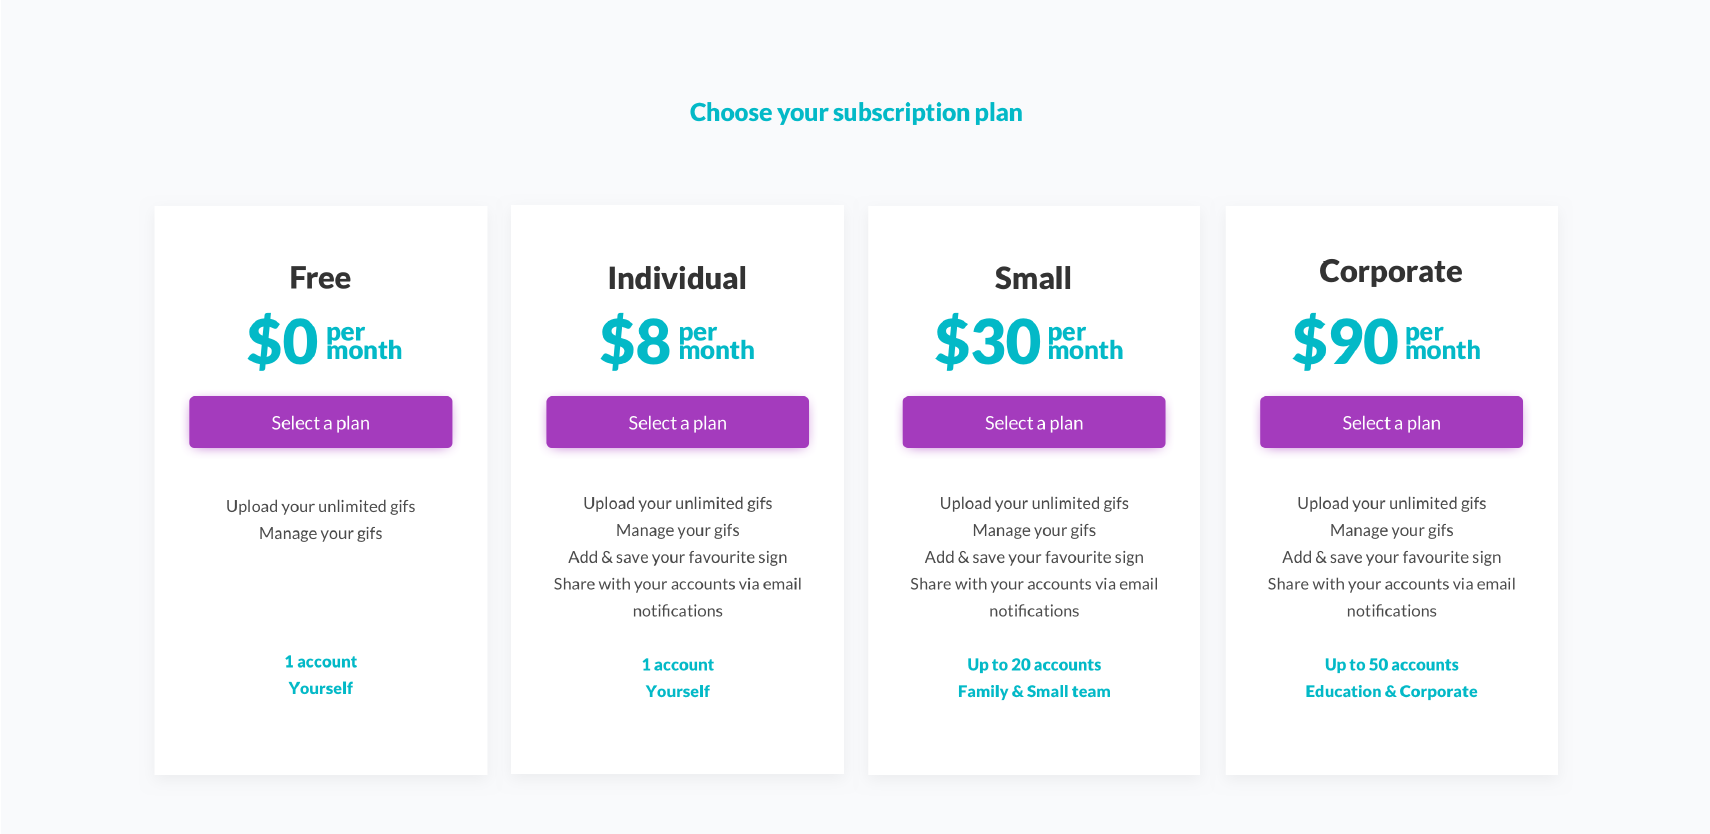 Choose your subscription plan
Free
$0 per
month
Select a plan
Upload your unlimited gifs
Manage your gifs
1 account
Yourself
Individual
$8 per
month
Select a plan
Upload your unlimited gifs
Manage your gifs
Add & save your favourite sign
Share with your accounts via email
notifications
1 account
Yourself
Small
$30 per
month
Select a plan
Upload your unlimited gifs
Manage your gifs
Add & save your favourite sign
Share with your accounts via email
notifications
Up to 20 accounts
Family & Small team
Corporate
$90 per
month
Select a plan
Upload your unlimited gifs
Manage your gifs
Add & save your favourite sign
Share with your accounts via email
notifications
Up to 50 accounts
Education & Corporate